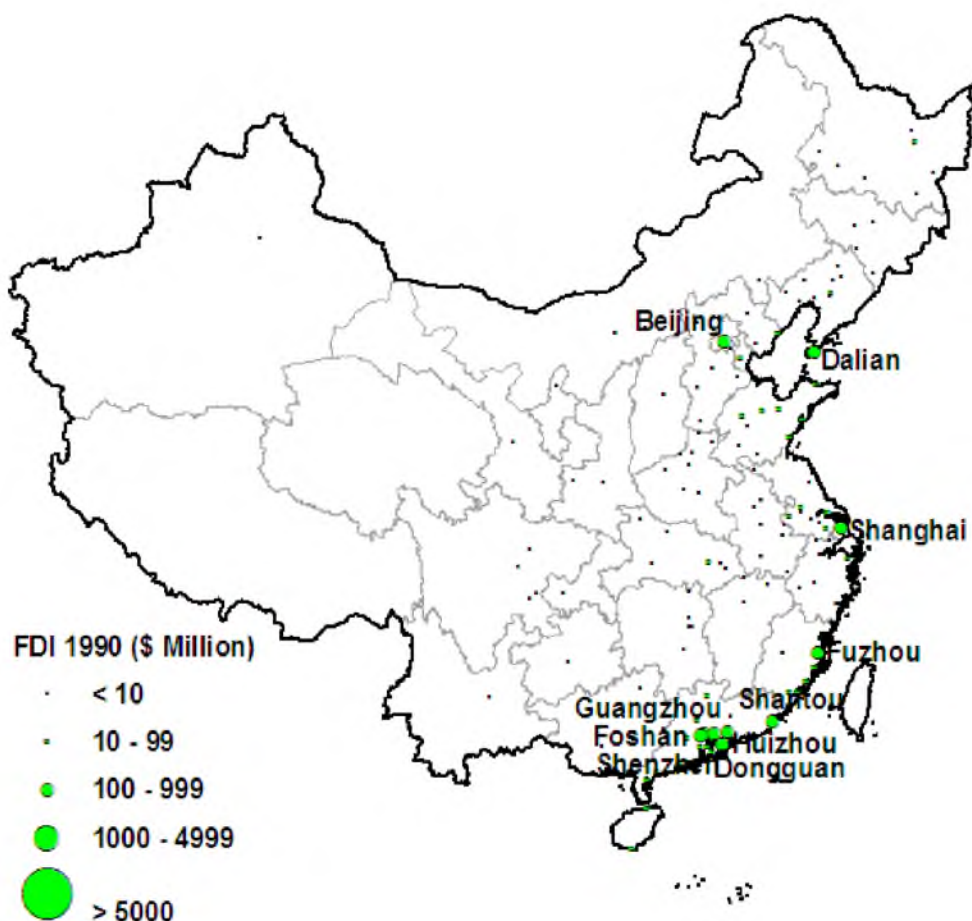 Beijing
Dalian
Shanghai
Fuzhou
Shantou
Guangzhou
Foshan
Huizhou
Shenzhen
Dongguan
FDI 1990 ($ Million)
< 10
10 - 99
100 - 999
1000 - 4999
> 5000